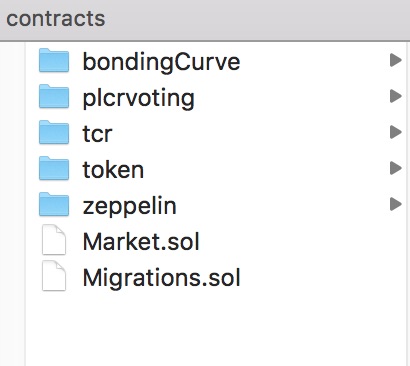 contracts
bondingCurve
plcrvoting
tcr
token
zeppelin
Market.sol
Migrations.sol